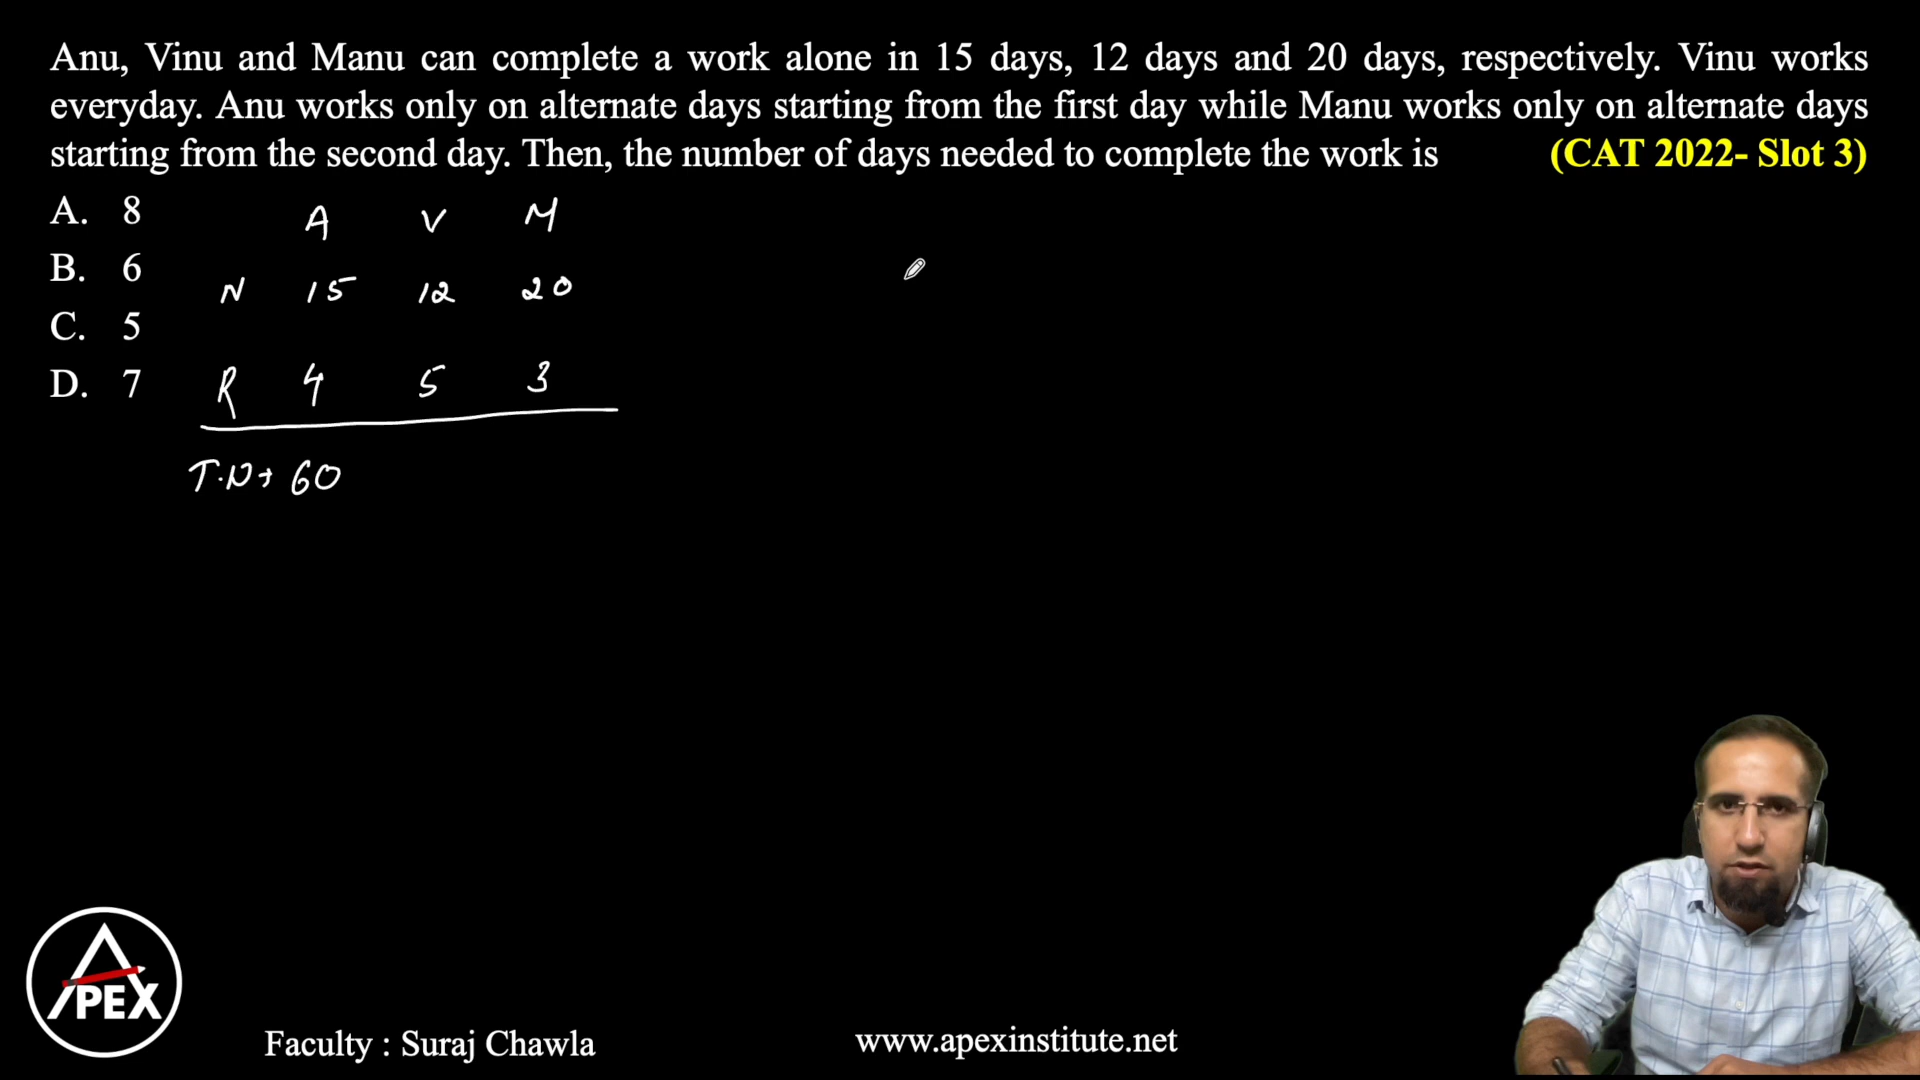 Anu, Vinu and Manu can complete a work alone in 15 days, 12 days and 20 days, respectively. Vinu works
everyday. Anu works only on alternate days starting from the first day while Manu works only on alternate days
starting from the second day. Then, the number of days needed to complete the work is (CAT 2022- Slot 3)
A. 8
B. 6
C. 5
D. 7
A V M
N 15 12 20
R 4 5 3
T.W→ 60
APEX
Faculty : Suraj Chawla
www.apexinstitute.net